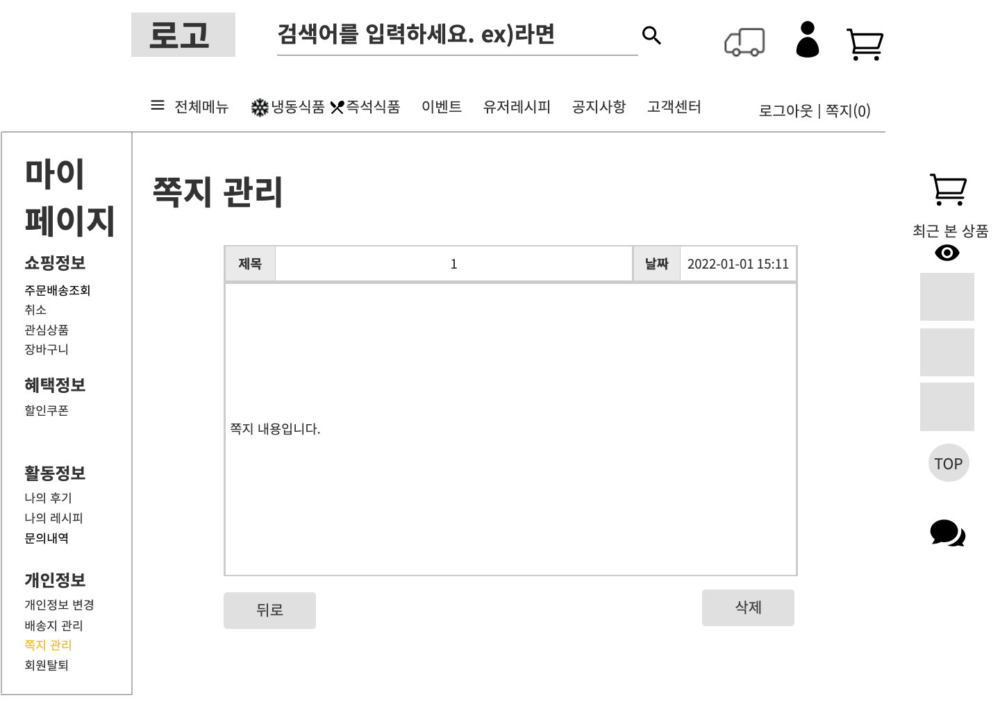 로고
검색어를 입력하세요. ex)라면
전체메뉴 냉동식품 즉석식품 이벤트 유저레시피 공지사항 고객센터 로그아웃 | 쪽지(0)
마이
페이지
쇼핑정보
주문배송조회
취소
관심상품
장바구니
혜택정보
할인쿠폰
활동정보
나의 후기
나의 레시피
문의내역
개인정보
개인정보 변경
배송지 관리
쪽지 관리
회원탈퇴
쪽지 관리
제목 1 날짜 2022-01-01 15:11
쪽지 내용입니다.
뒤로 삭제
최근 본 상품
TOP